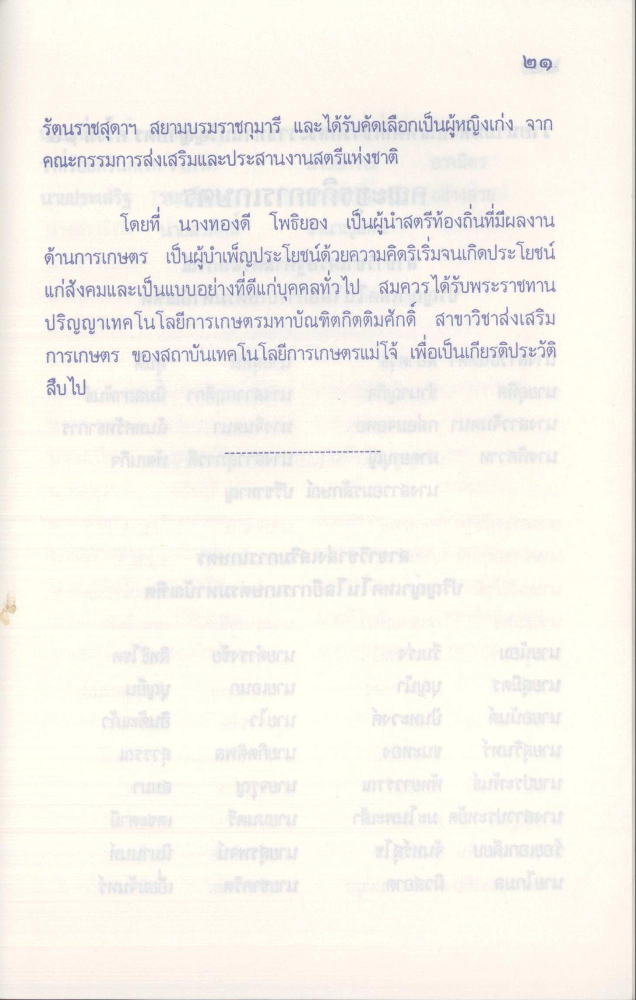 ๒๑
รัตนราชสุดาฯ สยามบรมราชกุมารี และได้รับคัดเลือกเป็นผู้หญิงเก่ง จาก
คณะกรรมการส่งเสริมและประสานงานสตรีแห่งชาติ
โดยที่ นางทองดี โพธิยอง เป็นผู้นำสตรีท้องถิ่นที่มีผลงาน
ด้านการเกษตร เป็นผู้บำเพ็ญประโยชน์ด้วยความคิดริเริ่มจนเกิดประโยชน์
แก่สังคมและเป็นแบบอย่างที่ดีแก่บุคคลทั่วไป สมควรได้รับพระราชทาน
ปริญญาเทคโนโลยีการเกษตรมหาบัณฑิตกิตติมศักดิ์ สาขาวิชาส่งเสริม
การเกษตร ของสถาบันเทคโนโลยีการเกษตรแม่โจ้ เพื่อเป็นเกียรติประวัติ
สืบไป